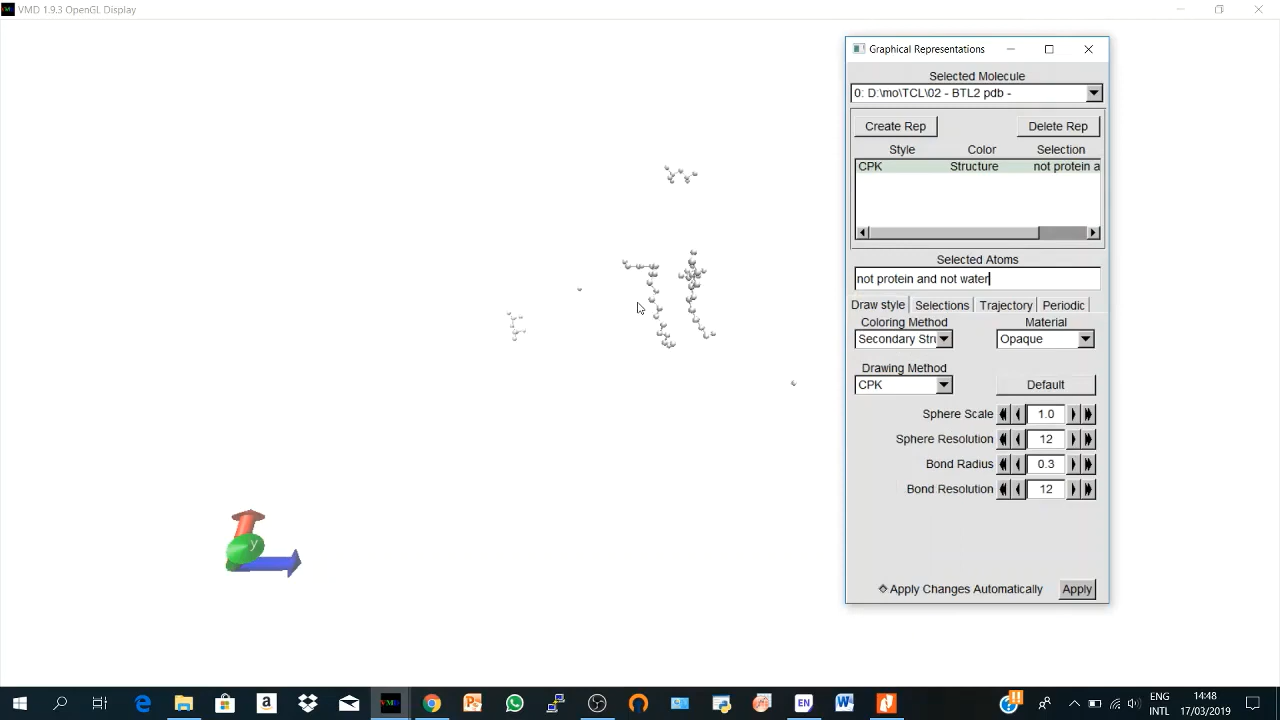 VMD 1.9.3 OpenGL Display
Graphical Representations
Selected Molecule
0: D:\mo\TCL\02 - BTL2 pdb -
Create Rep
Delete Rep
Style Color Selection
CPK Structure not protein a
Selected Atoms
not protein and not water
Draw style Selections Trajectory Periodic
Coloring Method Material
Secondary Stru Opaque
Drawing Method
CPK Default
Sphere Scale 1.0
Sphere Resolution 12
Bond Radius 0.3
Bond Resolution 12
Apply Changes Automatically Apply
y
ENG 14:48
INTL 17/03/2019
EN